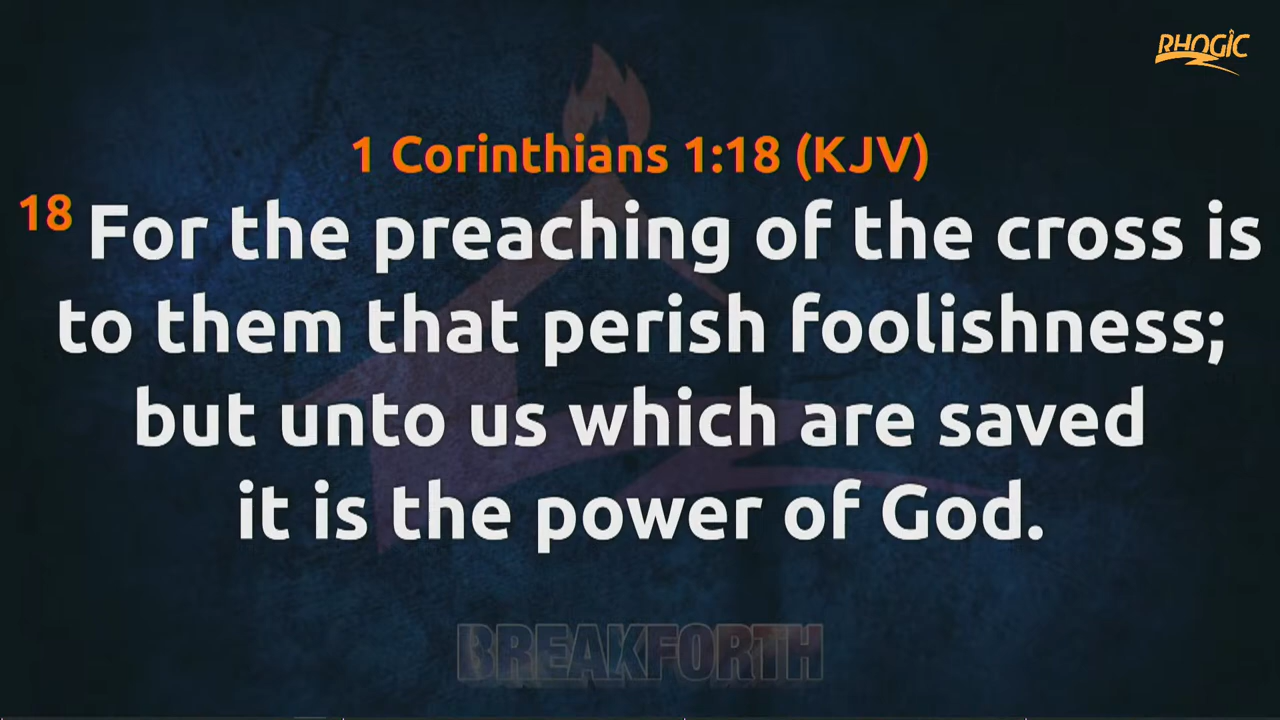 RHOGIC
1 Corinthians 1:18 (KJV)
18 For the preaching of the cross is
to them that perish foolishness;
but unto us which are saved
it is the power of God.
BREAKFORTH